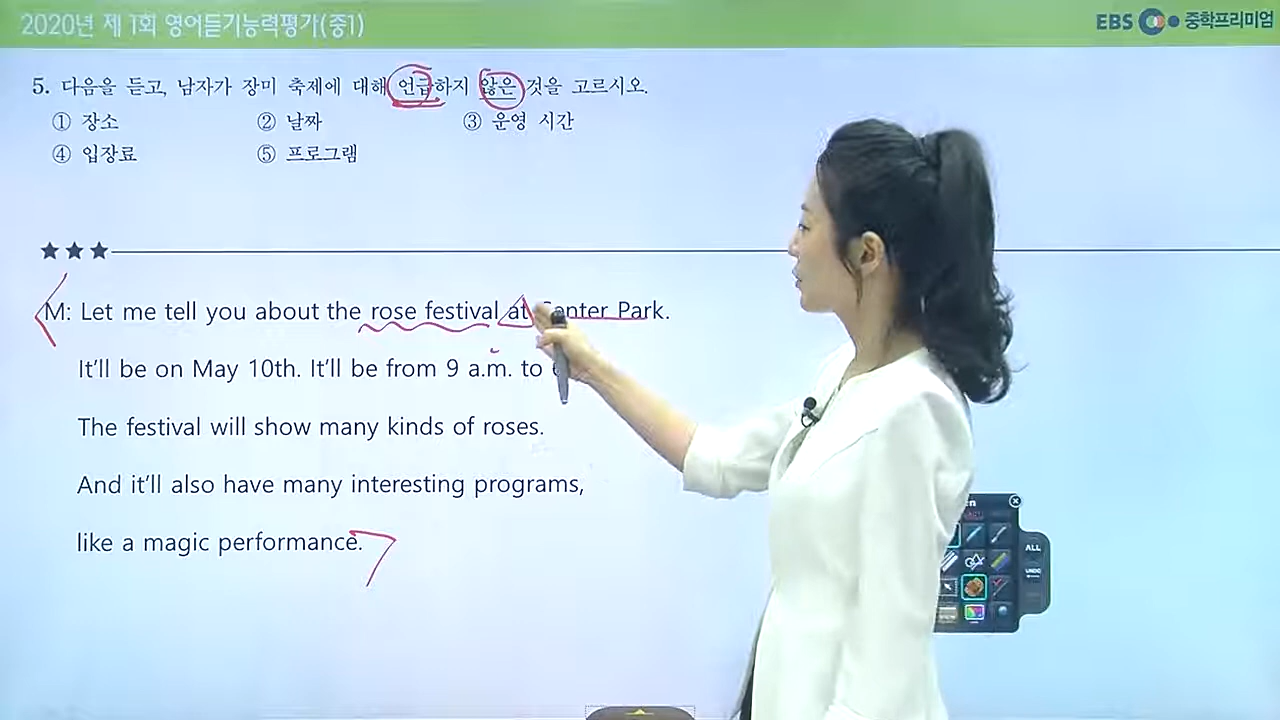 2020년 제 1회 영어듣기능력평가(중1)
EBS 중학프리미엄
5. 다음을 듣고, 남자가 장미 축제에 대해 언급하지 않은 것을 고르시오.
① 장소 ② 날짜 ③ 운영 시간
④ 입장료 ⑤ 프로그램
M: Let me tell you about the rose festival at Center Park.
It'll be on May 10th. It'll be from 9 a.m. to
The festival will show many kinds of roses.
And it'll also have many interesting programs,
like a magic performance.
ALL
UNDO